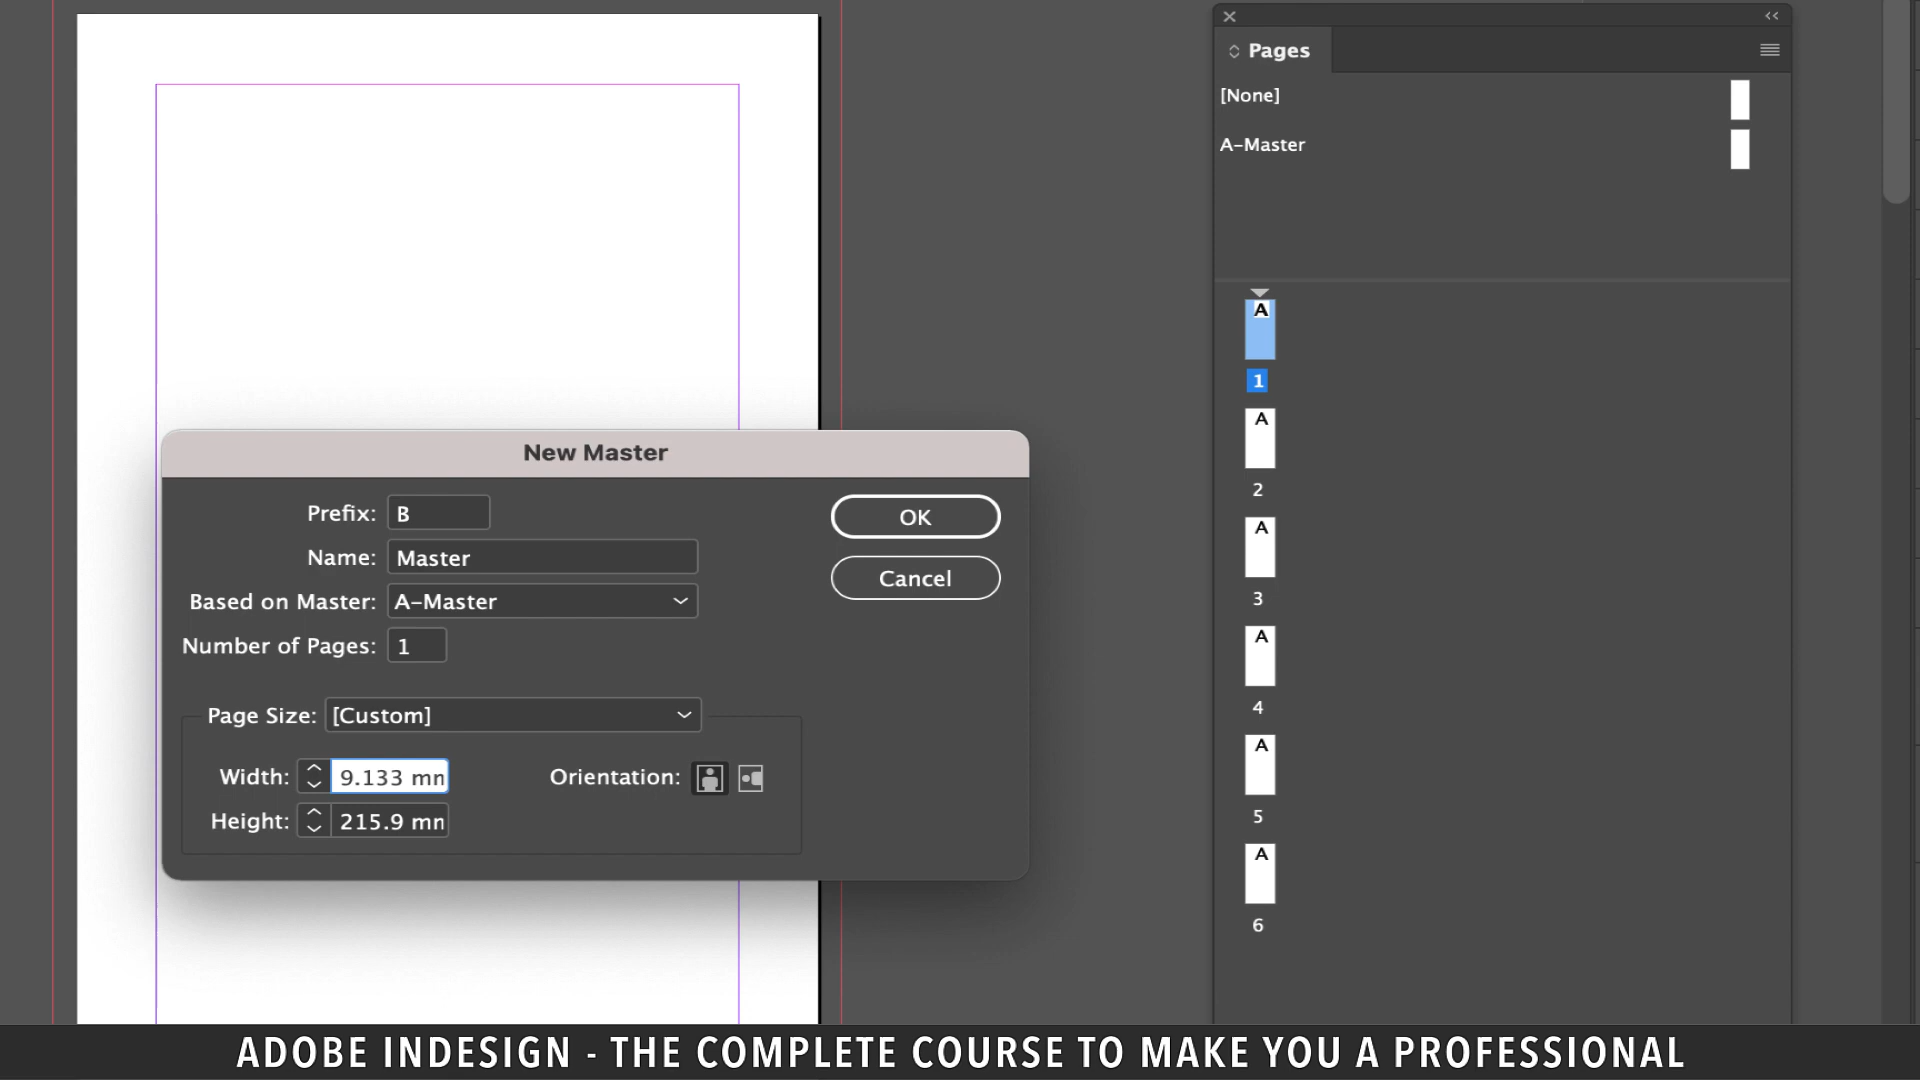 Pages
[None]
A-Master
A
1
A
2
A
3
A
4
A
5
A
6
New Master
Prefix: B
OK
Name: Master
Cancel
Based on Master: A-Master
Number of Pages: 1
Page Size: [Custom]
Width: 9.133 mm
Orientation:
Height: 215.9 mm
ADOBE INDESIGN - THE COMPLETE COURSE TO MAKE YOU A PROFESSIONAL